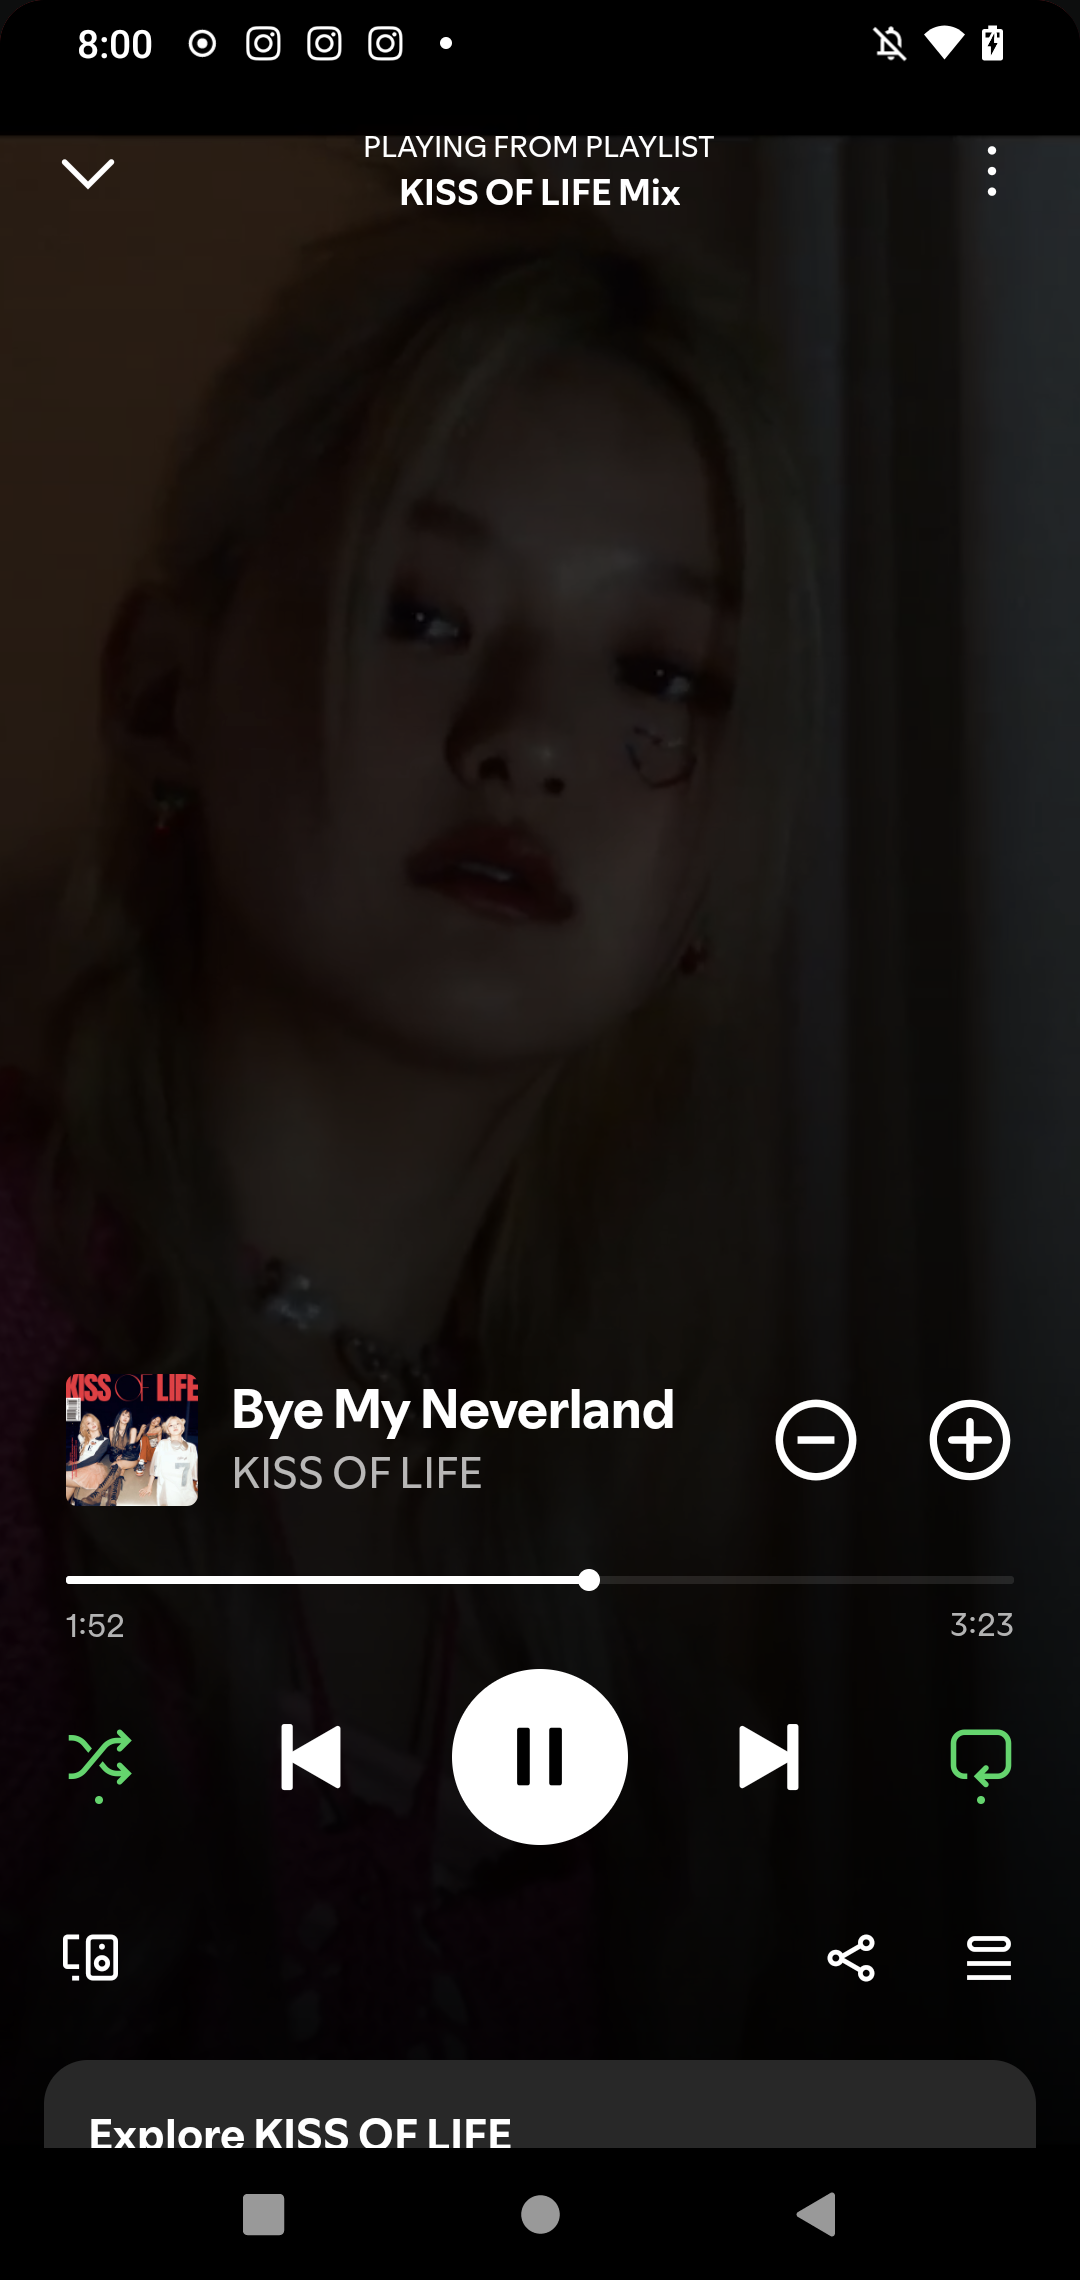 8:00
PLAYING FROM PLAYLIST
KISS OF LIFE Mix
KISS OF LIFE
Bye My Neverland
KISS OF LIFE
1:52
3:23
Explore KISS OF LIFE